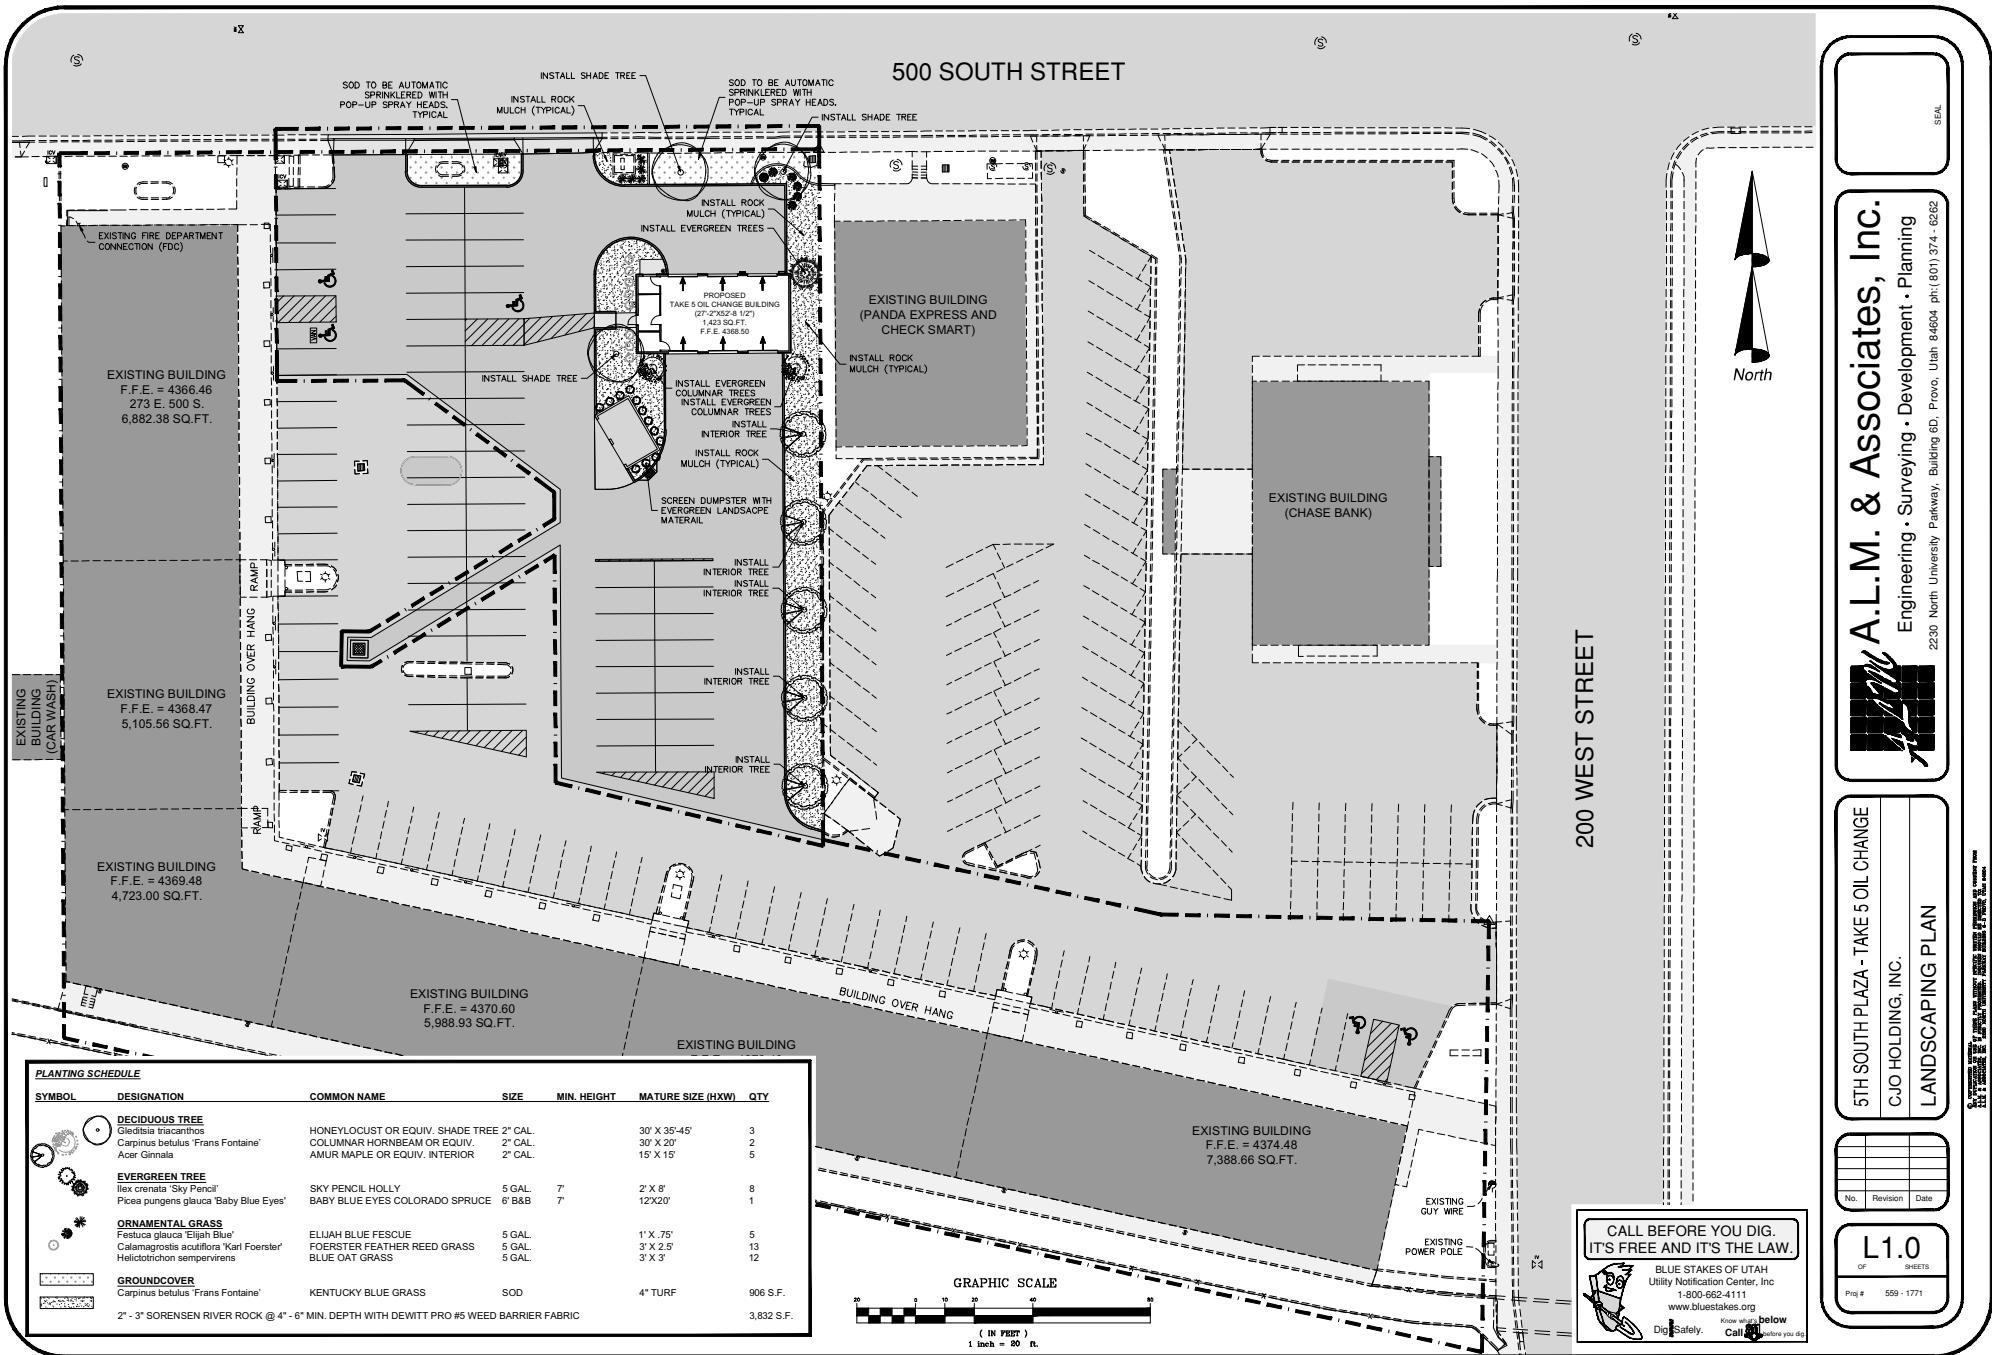 500 SOUTH STREET
INSTALL SHADE TREE
SOD TO BE AUTOMATIC
SPRINKLERED WITH
POP-UP SPRAY HEADS.
TYPICAL
INSTALL ROCK
MULCH (TYPICAL)
SOD TO BE AUTOMATIC
SPRINKLERED WITH
POP-UP SPRAY HEADS.
TYPICAL
INSTALL SHADE TREE
EXISTING FIRE DEPARTMENT
CONNECTION (FDC)
INSTALL ROCK
MULCH (TYPICAL)
INSTALL EVERGREEN TREES
PROPOSED
TAKE 5 OIL CHANGE BUILDING
(27'-2"X52'-8 1/2")
1,423 SQ.FT.
F.F.E. 4368.50
EXISTING BUILDING
(PANDA EXPRESS AND
CHECK SMART)
INSTALL ROCK
MULCH (TYPICAL)
VAN
EXISTING BUILDING
F.F.E. = 4366.46
273 E. 500 S.
6,882.38 SQ.FT.
INSTALL SHADE TREE
INSTALL EVERGREEN
COLUMNAR TREES
INSTALL EVERGREEN
COLUMNAR TREES
INSTALL
INTERIOR TREE
INSTALL ROCK
MULCH (TYPICAL)
SCREEN DUMPSTER WITH
EVERGREEN LANDSACPE
MATERAIL
EXISTING BUILDING
(CHASE BANK)
INSTALL
INTERIOR TREE
INSTALL
INTERIOR TREE
INSTALL
INTERIOR TREE
INSTALL
INTERIOR TREE
RAMP
BUILDING OVER HANG
RAMP
EXISTING
BUILDING
(CAR WASH)
EXISTING BUILDING
F.F.E. = 4368.47
5,105.56 SQ.FT.
EXISTING BUILDING
F.F.E. = 4369.48
4,723.00 SQ.FT.
EXISTING BUILDING
F.F.E. = 4370.60
5,988.93 SQ.FT.
BUILDING OVER HANG
EXISTING BUILDING
EXISTING BUILDING
F.F.E. = 4374.48
7,388.66 SQ.FT.
200 WEST STREET
North
EXISTING
GUY WIRE
EXISTING
POWER POLE
PLANTING SCHEDULE
SYMBOL DESIGNATION COMMON NAME SIZE MIN. HEIGHT MATURE SIZE (HXW) QTY
DECIDUOUS TREE
Gleditsia triacanthos HONEYLOCUST OR EQUIV. SHADE TREE 2" CAL. 30' X 35'-45' 3
Carpinus betulus 'Frans Fontaine' COLUMNAR HORNBEAM OR EQUIV. 2" CAL. 30' X 20' 2
Acer Ginnala AMUR MAPLE OR EQUIV. INTERIOR 2" CAL. 15' X 15' 5
EVERGREEN TREE
Ilex crenata 'Sky Pencil' SKY PENCIL HOLLY 5 GAL. 7' 2' X 8' 8
Picea pungens glauca 'Baby Blue Eyes' BABY BLUE EYES COLORADO SPRUCE 6' B&B 7' 12'X20' 1
ORNAMENTAL GRASS
Festuca glauca 'Elijah Blue' ELIJAH BLUE FESCUE 5 GAL. 1' X .75' 5
Calamagrostis acutiflora 'Karl Foerster' FOERSTER FEATHER REED GRASS 5 GAL. 3' X 2.5' 13
Helictotrichon sempervirens BLUE OAT GRASS 5 GAL. 3' X 3' 12
GROUNDCOVER
Carpinus betulus 'Frans Fontaine' KENTUCKY BLUE GRASS SOD 4" TURF 906 S.F.
2" - 3" SORENSEN RIVER ROCK @ 4" - 6" MIN. DEPTH WITH DEWITT PRO #5 WEED BARRIER FABRIC 3,832 S.F.
GRAPHIC SCALE
20 0 10 20 40 80
( IN FEET )
1 inch = 20 ft.
CALL BEFORE YOU DIG.
IT'S FREE AND IT'S THE LAW.
BLUE STAKES OF UTAH
Utility Notification Center, Inc
1-800-662-4111
www.bluestakes.org
Dig Safely.
Know what's below
Call before you dig.
SEAL
A.L.M. & Associates, Inc.
Engineering • Surveying • Development • Planning
2230 North University Parkway, Building 6D, Provo, Utah 84604 ph:(801) 374 - 6262
ALM
5TH SOUTH PLAZA - TAKE 5 OIL CHANGE
CJO HOLDING, INC.
LANDSCAPING PLAN
No. Revision Date
L1.0
OF SHEETS
Proj # 559 - 1771